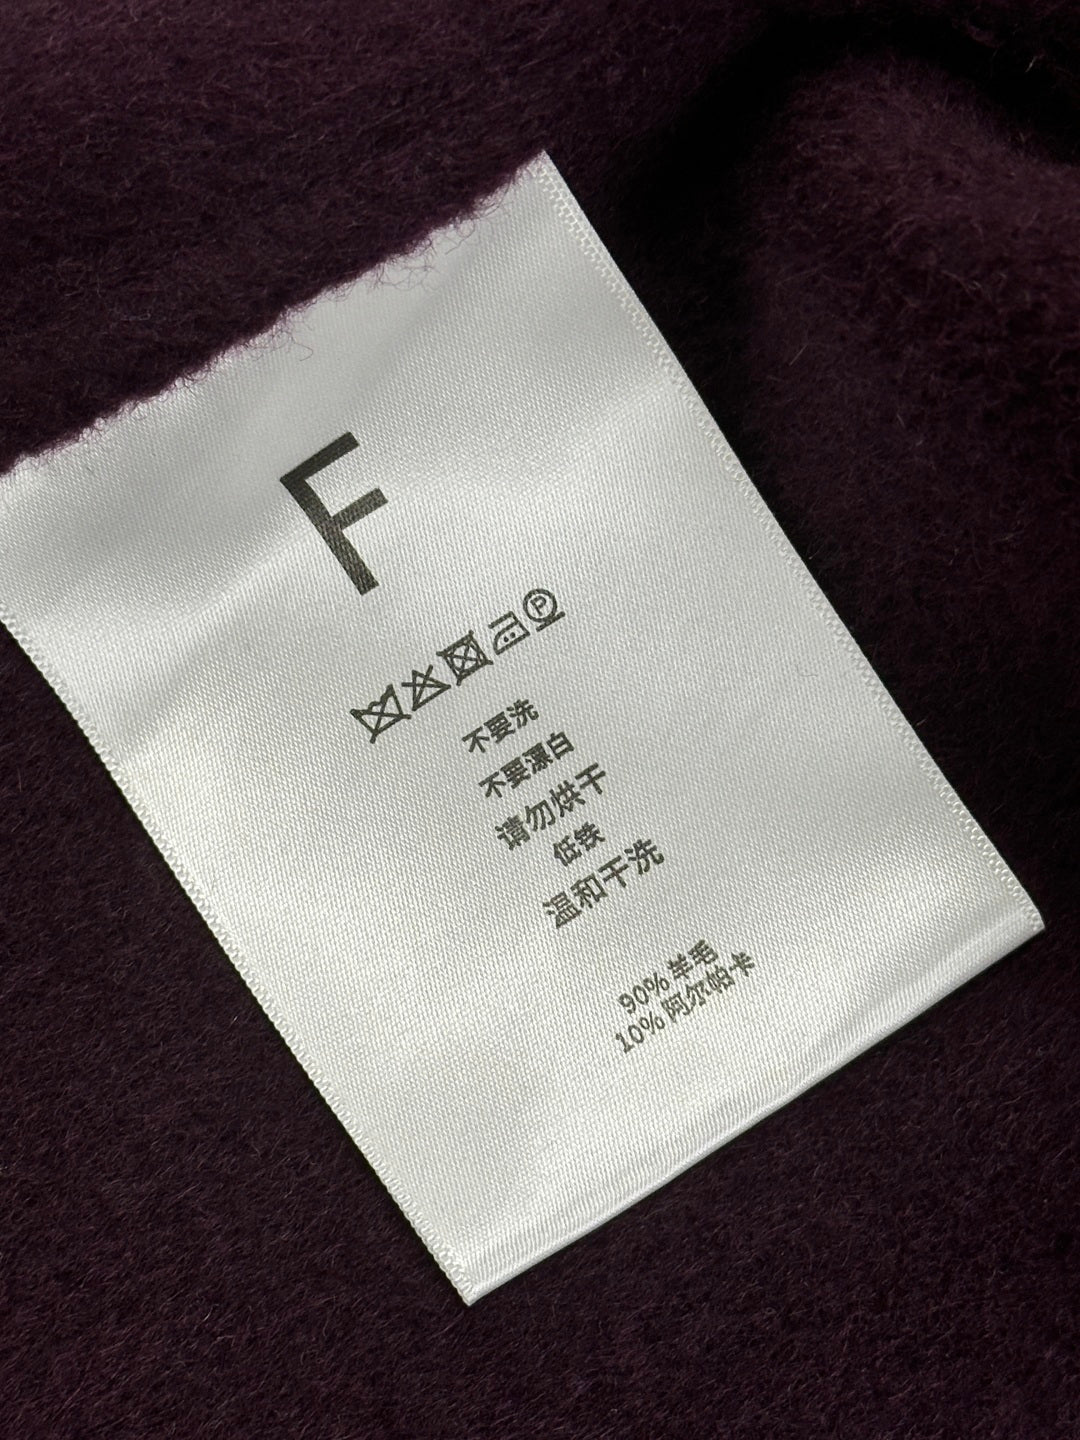 F
P
不要洗
不要漂白
请勿烘干
低铁
温和干洗
90% 羊毛
10% 阿尔帕卡